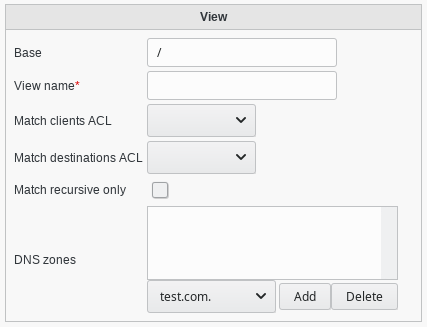 View
Base /
View name*
Match clients ACL
Match destinations ACL
Match recursive only
DNS zones
test.com. Add Delete